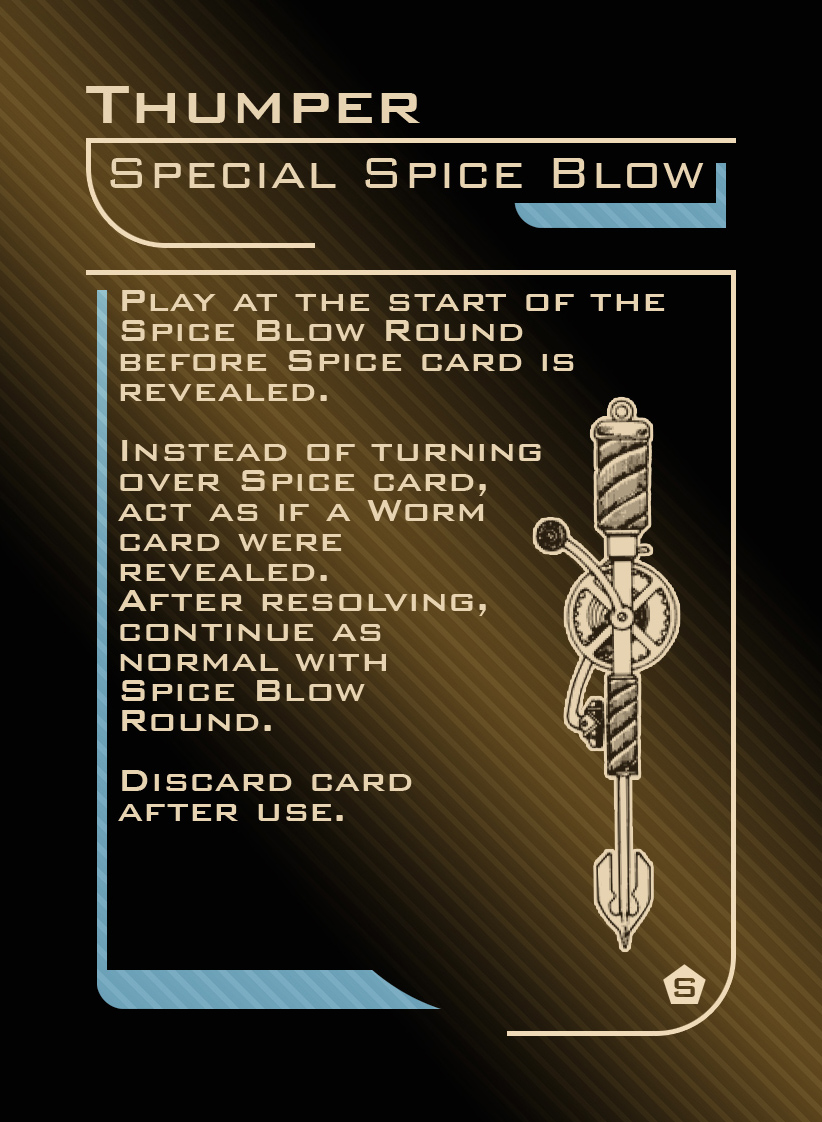 Thumper
Special Spice Blow
Play at the start of the
Spice Blow Round
before Spice card is
revealed.
Instead of turning
over Spice card,
act as if a Worm
card were
revealed.
After resolving,
continue as
normal with
Spice Blow
Round.
Discard card
after use.
S